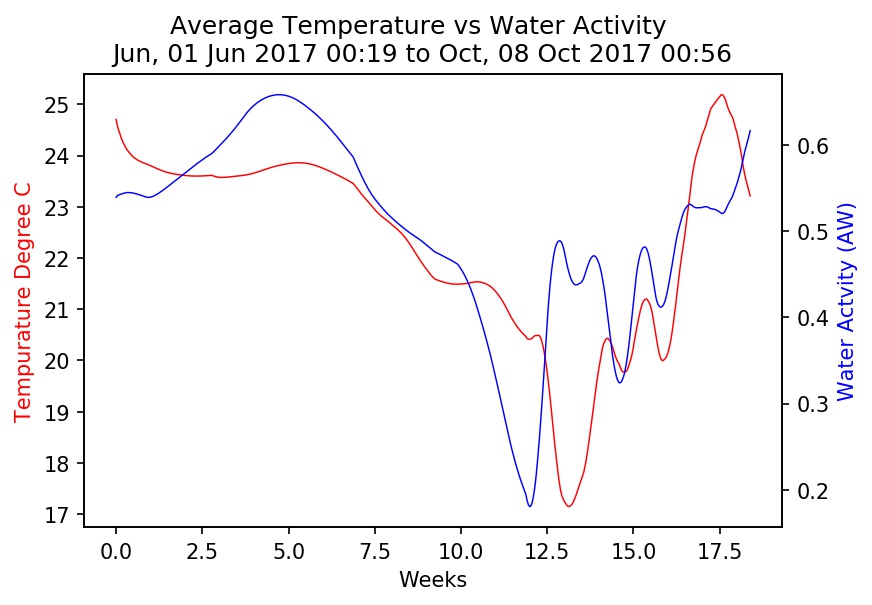 Average Temperature vs Water Activity
Jun, 01 Jun 2017 00:19 to Oct, 08 Oct 2017 00:56
25
24
23
22
21
20
19
18
17
Tempurature Degree C
0.6
0.5
0.4
0.3
0.2
Water Actvity (AW)
0.0 2.5 5.0 7.5 10.0 12.5 15.0 17.5
Weeks